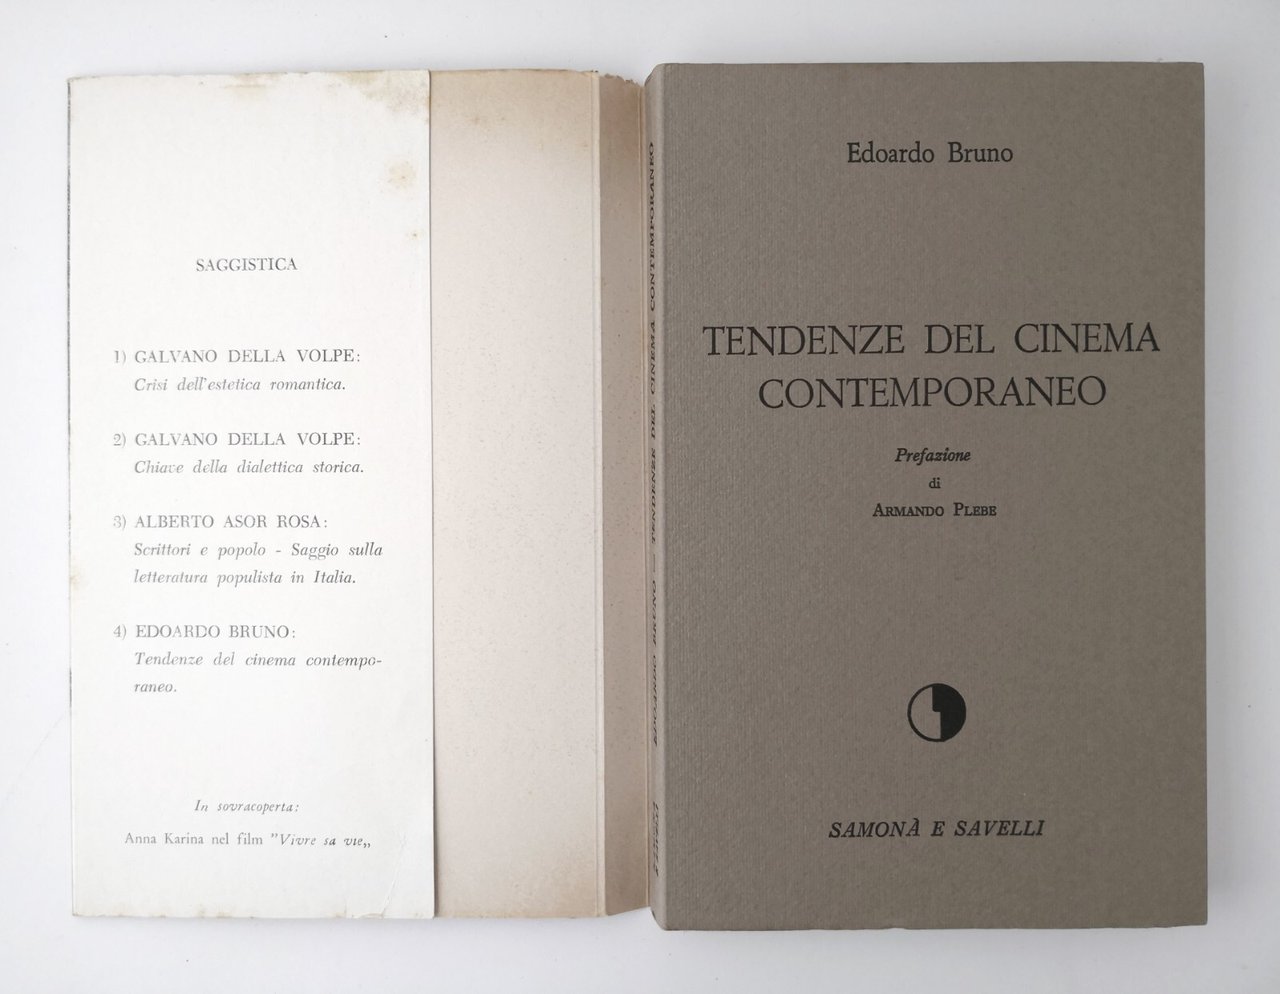 SAGGISTICA
1) GALVANO DELLA VOLPE:
Crisi dell'estetica romantica.
2) GALVANO DELLA VOLPE:
Chiave della dialettica storica.
3) ALBERTO ASOR ROSA:
Scrittori e popolo - Saggio sulla
letteratura populista in Italia.
4) EDOARDO BRUNO:
Tendenze del cinema contempo-
raneo.
In sovracoperta:
Anna Karina nel film "Vivre sa vie„
EDOARDO BRUNO — TENDENZE DEL CINEMA CONTEMPORANEO
Edoardo Bruno
TENDENZE DEL CINEMA
CONTEMPORANEO
Prefazione
di
ARMANDO PLEBE
SAMONÀ E SAVELLI